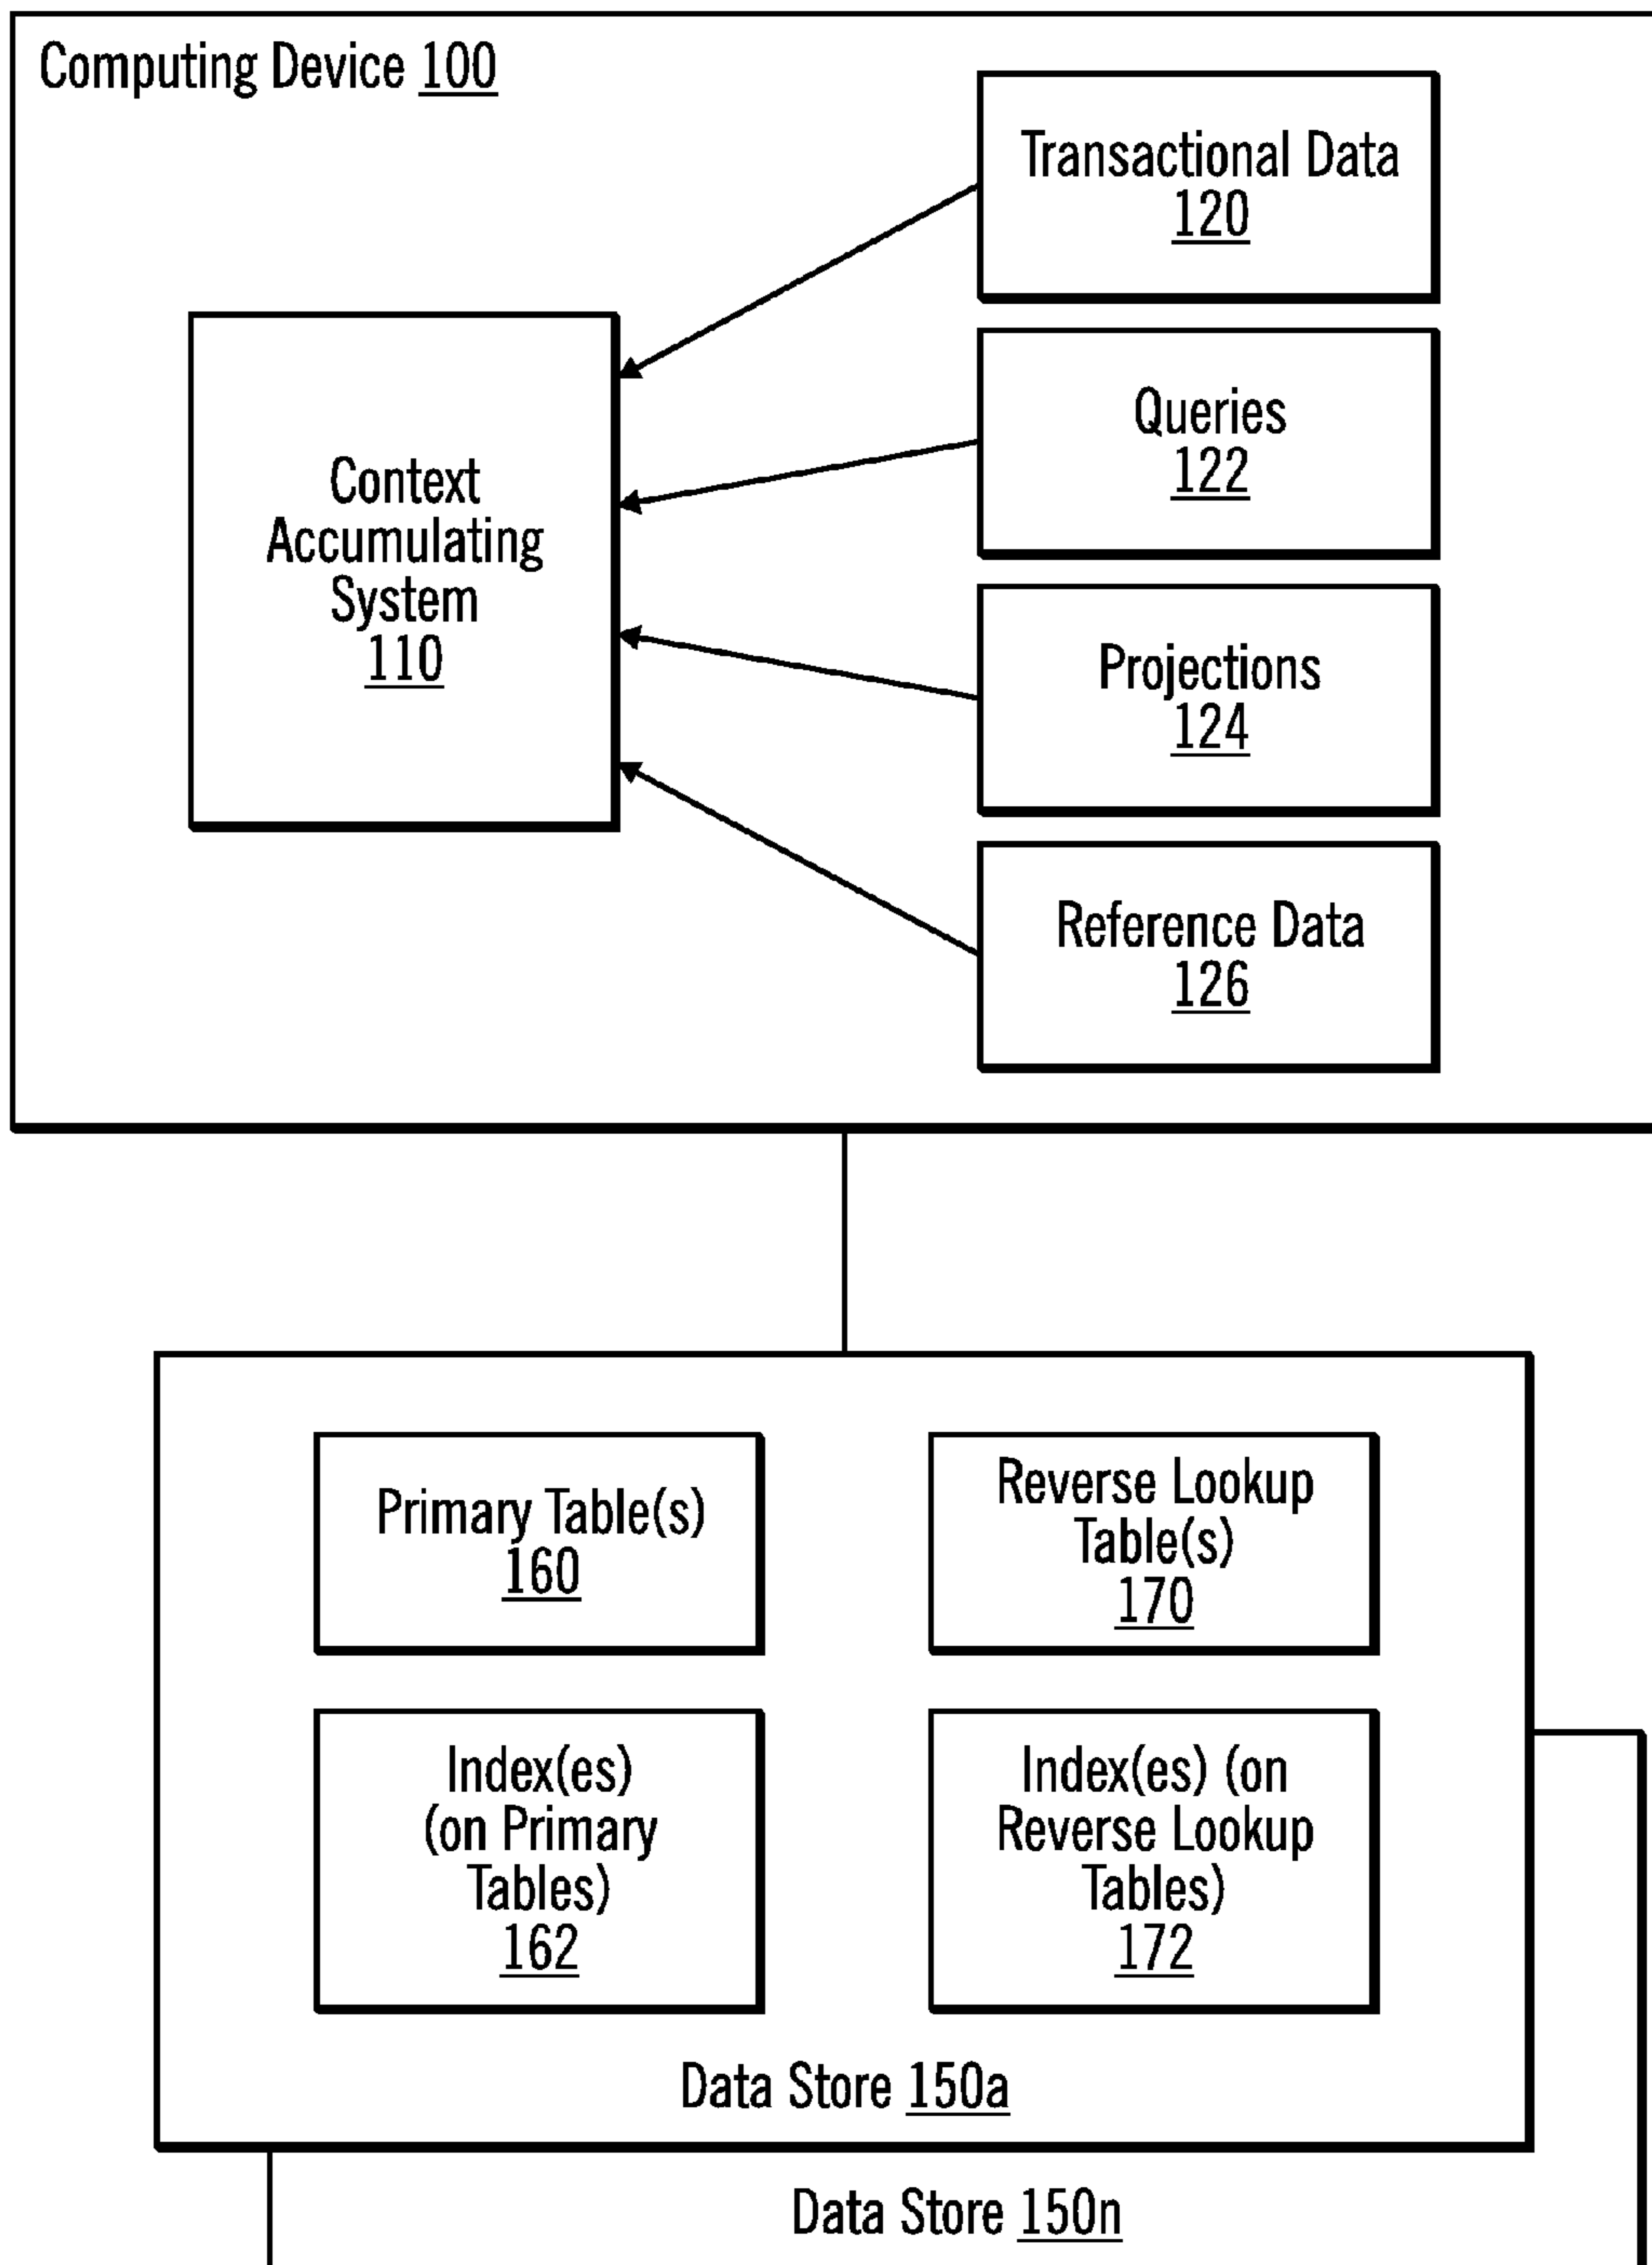 Computing Device 100
Transactional Data
120
Queries
122
Context
Accumulating
System
110
Projections
124
Reference Data
126
Primary Table(s)
160
Reverse Lookup
Table(s)
170
Index(es)
(on Primary
Tables)
162
Index(es) (on
Reverse Lookup
Tables)
172
Data Store 150a
Data Store 150n